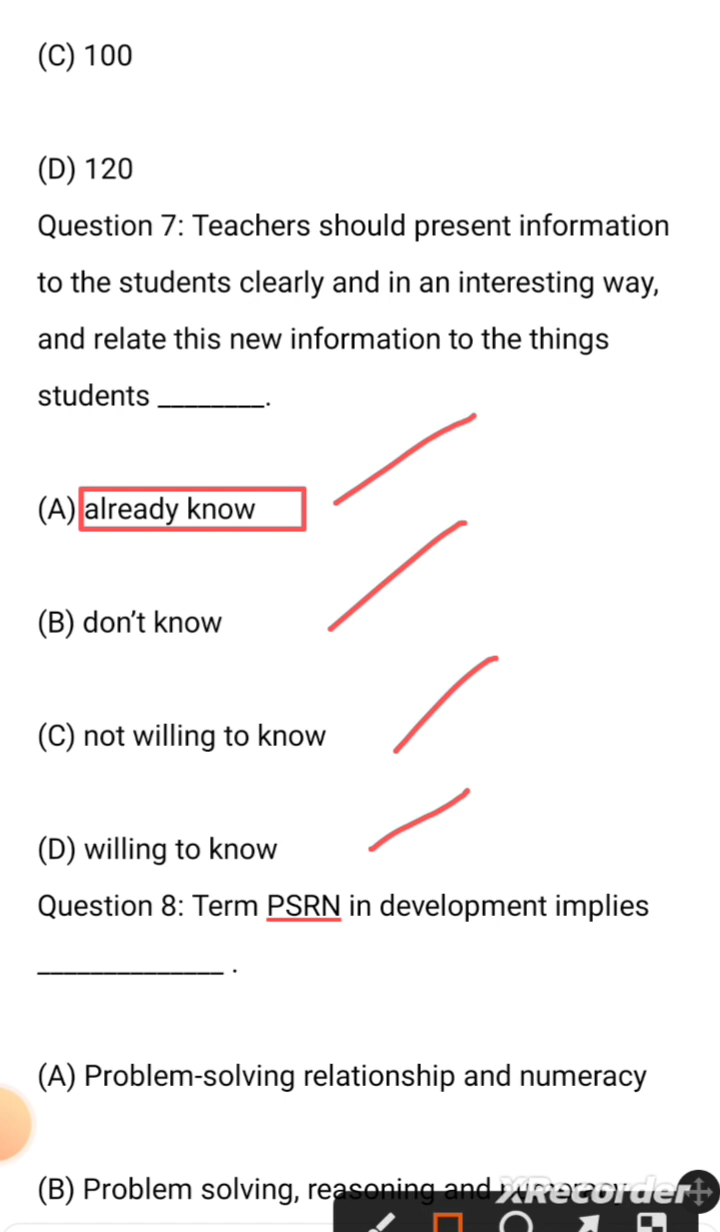 (C) 100
(D) 120
Question 7: Teachers should present information
to the students clearly and in an interesting way,
and relate this new information to the things
students ________.
(A) already know
(B) don’t know
(C) not willing to know
(D) willing to know
Question 8: Term PSRN in development implies
______________ .
(A) Problem-solving relationship and numeracy
(B) Problem solving, reasoning and
XRecorder